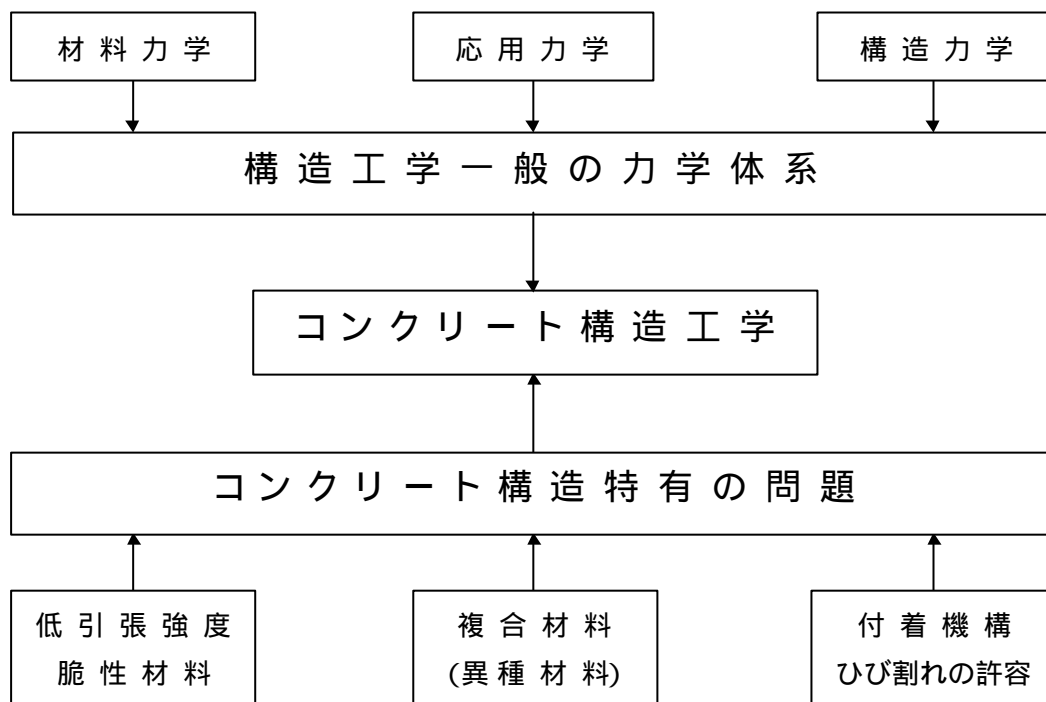 材料力学
応用力学
構造力学
構造工学一般の力学体系
コンクリート構造工学
コンクリート構造特有の問題
低引張強度
脆性材料
複合材料
(異種材料)
付着機構
ひび割れの許容